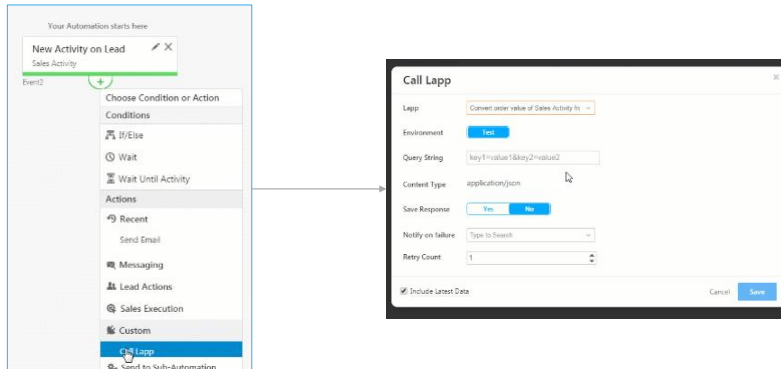 Your Automation starts here
New Activity on Lead
Sales Activity
Event2
Choose Condition or Action
Conditions
If/Else
Wait
Wait Until Activity
Actions
Recent
Send Email
Messaging
Lead Actions
Sales Execution
Custom
Call Lapp
Send to Sub-Automation
Call Lapp
Lapp
Convert order value of Sales Activity fr
Environment
Test
Query String
key1=value1&key2=value2
Content Type
application/json
Save Response
Yes No
Notify on failure
Type to Search
Retry Count
1
Include Latest Data
Cancel Save